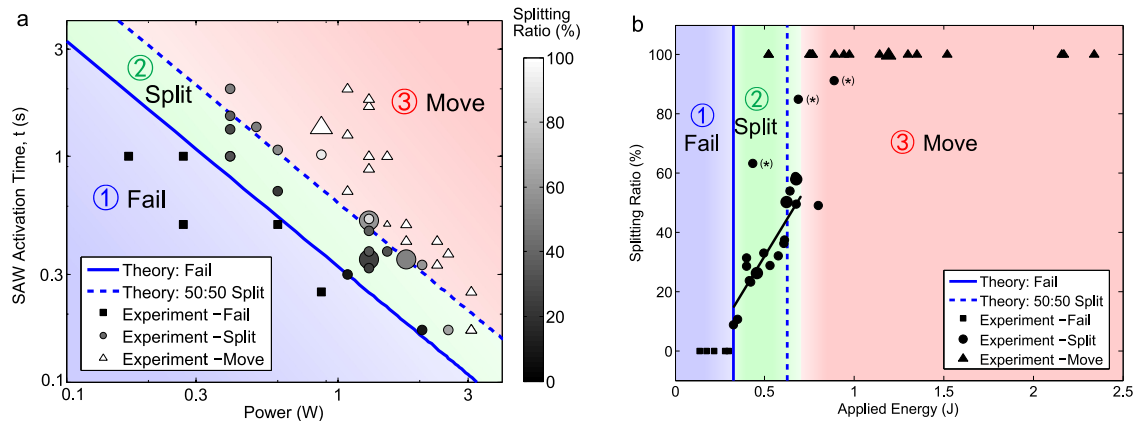 a
Splitting
Ratio (%)
3
1
0.3
0.1
SAW Activation Time, t (s)
② Split
③ Move
① Fail
Theory: Fail
Theory: 50:50 Split
Experiment −Fail
Experiment −Split
Experiment −Move
0.1
0.3
1
3
Power (W)
100
80
60
40
20
0
b
100
80
60
40
20
0
Splitting Ratio (%)
①
Fail
②
Split
③ Move
(*)
(*)
(*)
Theory: Fail
Theory: 50:50 Split
Experiment −Fail
Experiment −Split
Experiment −Move
0
0.5
1
1.5
2
2.5
Applied Energy (J)